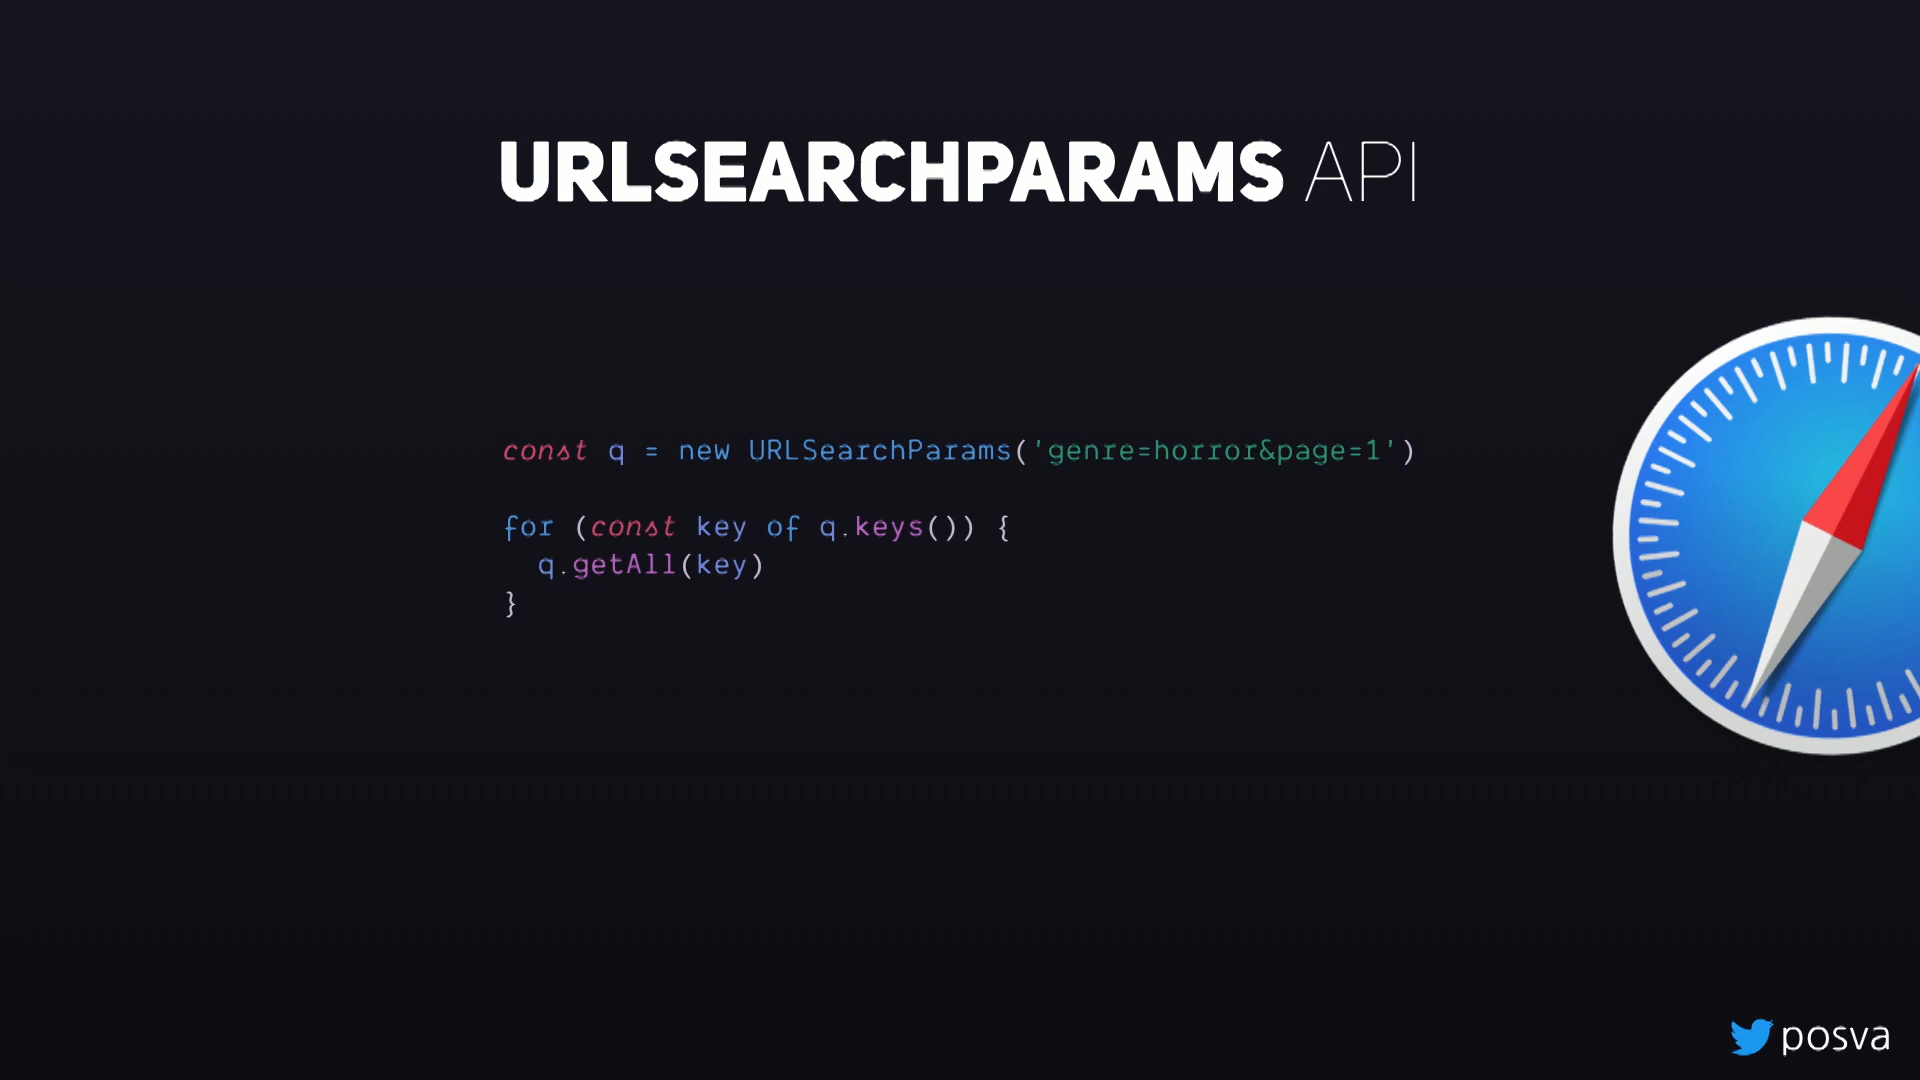 URLSEARCHPARAMS API
const q = new URLSearchParams('genre=horror&page=1')
for (const key of q.keys()) {
  q.getAll(key)
}
posva